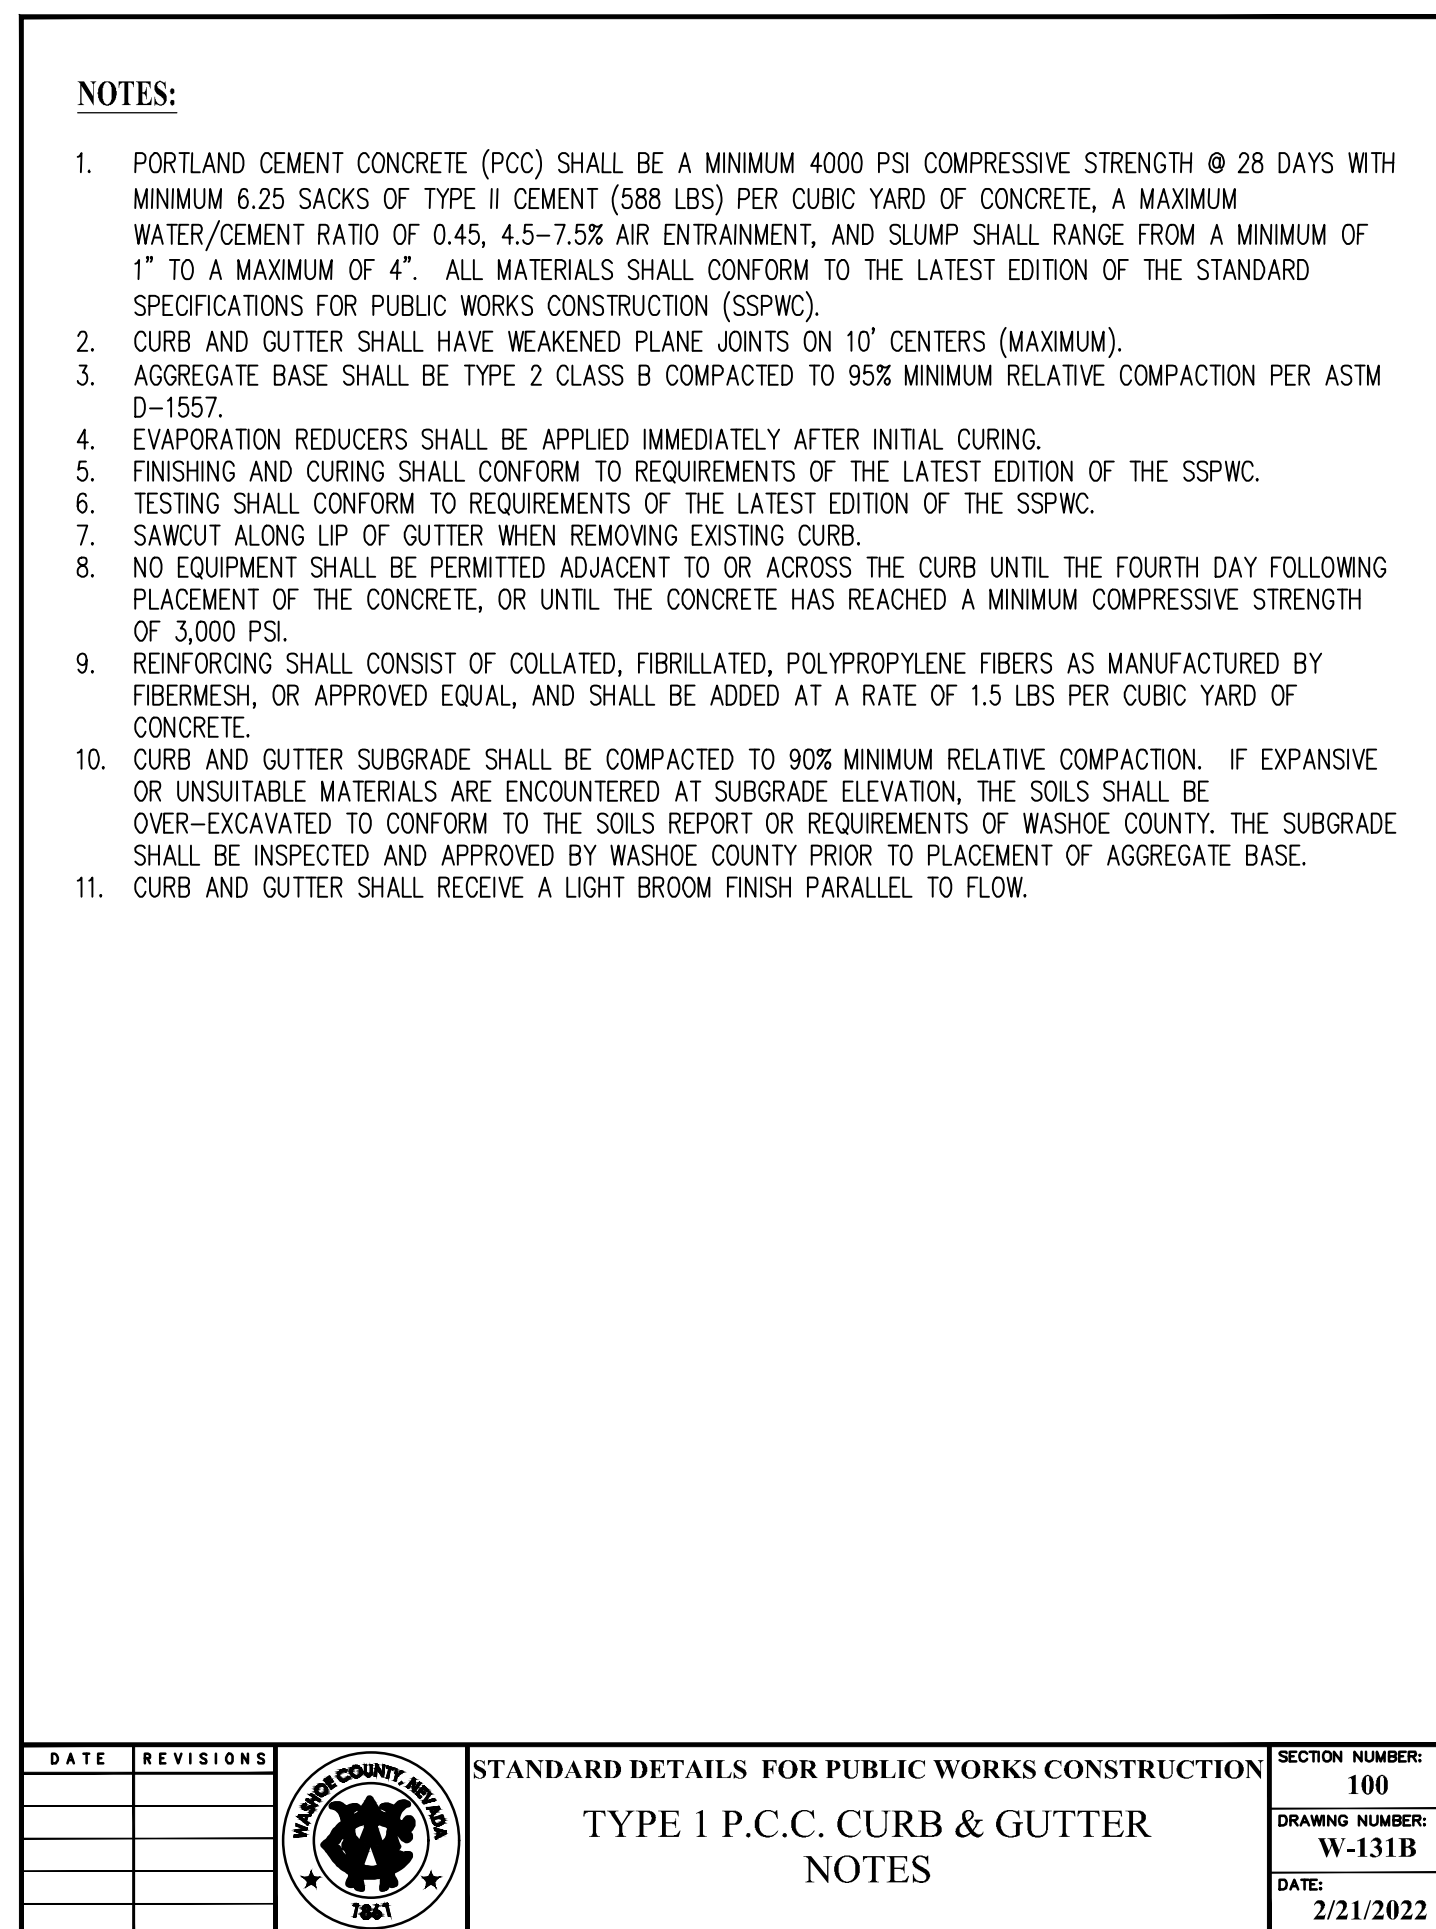 NOTES:
1. PORTLAND CEMENT CONCRETE (PCC) SHALL BE A MINIMUM 4000 PSI COMPRESSIVE STRENGTH @ 28 DAYS WITH
MINIMUM 6.25 SACKS OF TYPE II CEMENT (588 LBS) PER CUBIC YARD OF CONCRETE, A MAXIMUM
WATER/CEMENT RATIO OF 0.45, 4.5–7.5% AIR ENTRAINMENT, AND SLUMP SHALL RANGE FROM A MINIMUM OF
1” TO A MAXIMUM OF 4”. ALL MATERIALS SHALL CONFORM TO THE LATEST EDITION OF THE STANDARD
SPECIFICATIONS FOR PUBLIC WORKS CONSTRUCTION (SSPWC).
2. CURB AND GUTTER SHALL HAVE WEAKENED PLANE JOINTS ON 10’ CENTERS (MAXIMUM).
3. AGGREGATE BASE SHALL BE TYPE 2 CLASS B COMPACTED TO 95% MINIMUM RELATIVE COMPACTION PER ASTM
D–1557.
4. EVAPORATION REDUCERS SHALL BE APPLIED IMMEDIATELY AFTER INITIAL CURING.
5. FINISHING AND CURING SHALL CONFORM TO REQUIREMENTS OF THE LATEST EDITION OF THE SSPWC.
6. TESTING SHALL CONFORM TO REQUIREMENTS OF THE LATEST EDITION OF THE SSPWC.
7. SAWCUT ALONG LIP OF GUTTER WHEN REMOVING EXISTING CURB.
8. NO EQUIPMENT SHALL BE PERMITTED ADJACENT TO OR ACROSS THE CURB UNTIL THE FOURTH DAY FOLLOWING
PLACEMENT OF THE CONCRETE, OR UNTIL THE CONCRETE HAS REACHED A MINIMUM COMPRESSIVE STRENGTH
OF 3,000 PSI.
9. REINFORCING SHALL CONSIST OF COLLATED, FIBRILLATED, POLYPROPYLENE FIBERS AS MANUFACTURED BY
FIBERMESH, OR APPROVED EQUAL, AND SHALL BE ADDED AT A RATE OF 1.5 LBS PER CUBIC YARD OF
CONCRETE.
10. CURB AND GUTTER SUBGRADE SHALL BE COMPACTED TO 90% MINIMUM RELATIVE COMPACTION. IF EXPANSIVE
OR UNSUITABLE MATERIALS ARE ENCOUNTERED AT SUBGRADE ELEVATION, THE SOILS SHALL BE
OVER–EXCAVATED TO CONFORM TO THE SOILS REPORT OR REQUIREMENTS OF WASHOE COUNTY. THE SUBGRADE
SHALL BE INSPECTED AND APPROVED BY WASHOE COUNTY PRIOR TO PLACEMENT OF AGGREGATE BASE.
11. CURB AND GUTTER SHALL RECEIVE A LIGHT BROOM FINISH PARALLEL TO FLOW.
DATE REVISIONS
WASHOE COUNTY, NEVADA
1861
STANDARD DETAILS FOR PUBLIC WORKS CONSTRUCTION
TYPE 1 P.C.C. CURB & GUTTER
NOTES
SECTION NUMBER:
100
DRAWING NUMBER:
W-131B
DATE:
2/21/2022